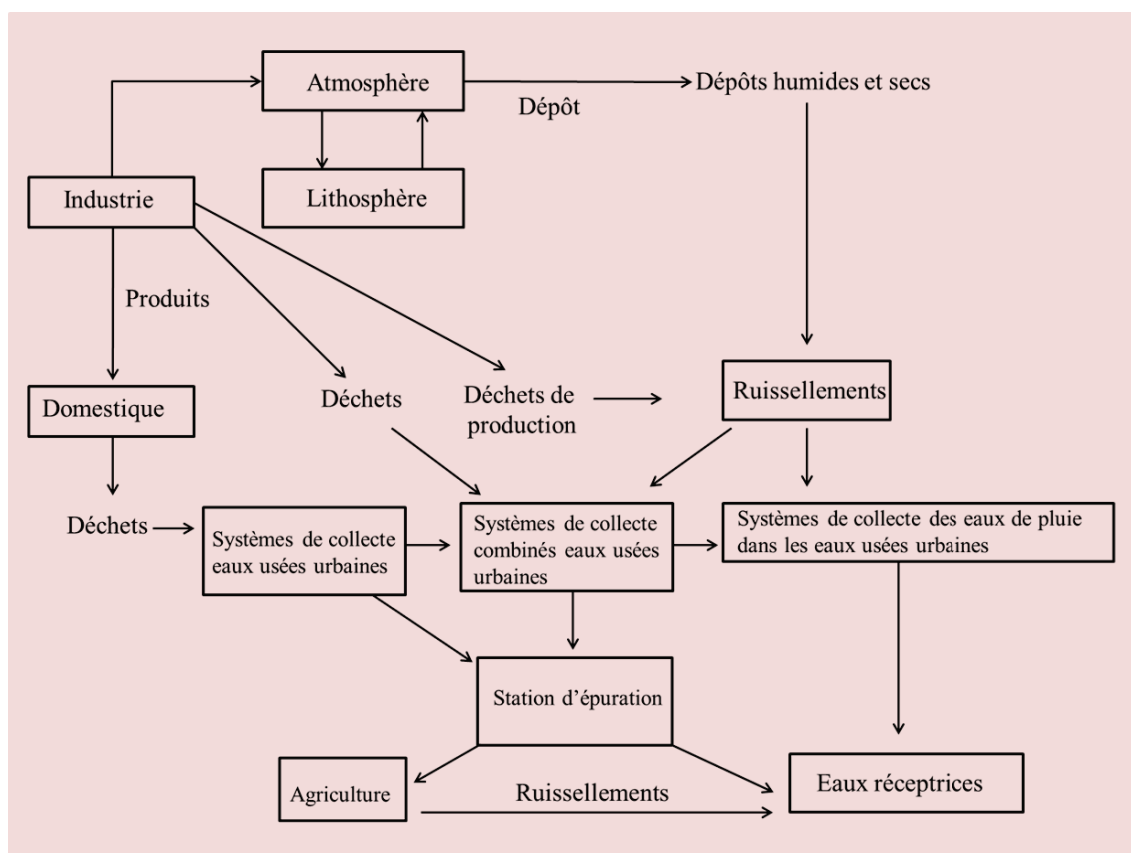 Atmosphère
Dépôts humides et secs
Dépôt
Industrie
Lithosphère
Produits
Domestique
Déchets
Déchets de
production
Ruissellements
Déchets
Systèmes de collecte
eaux usées urbaines
Systèmes de collecte
combinés eaux usées
urbaines
Systèmes de collecte des eaux de pluie
dans les eaux usées urbaines
Station d'épuration
Agriculture
Ruissellements
Eaux réceptrices